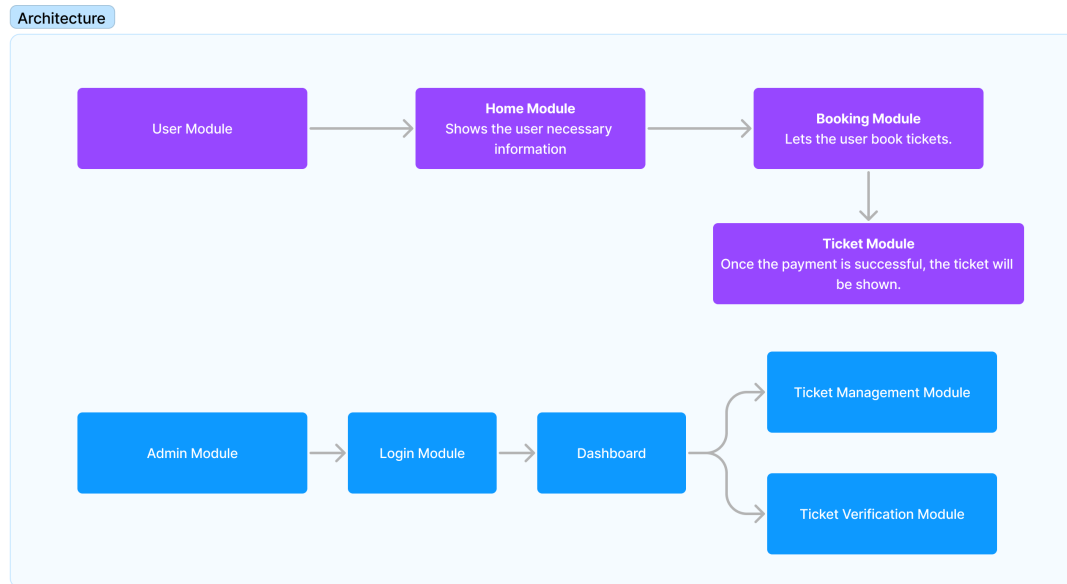 Architecture
User Module
Home Module
Shows the user necessary
information
Booking Module
Lets the user book tickets.
Ticket Module
Once the payment is successful, the ticket will
be shown.
Ticket Management Module
Admin Module
Login Module
Dashboard
Ticket Verification Module